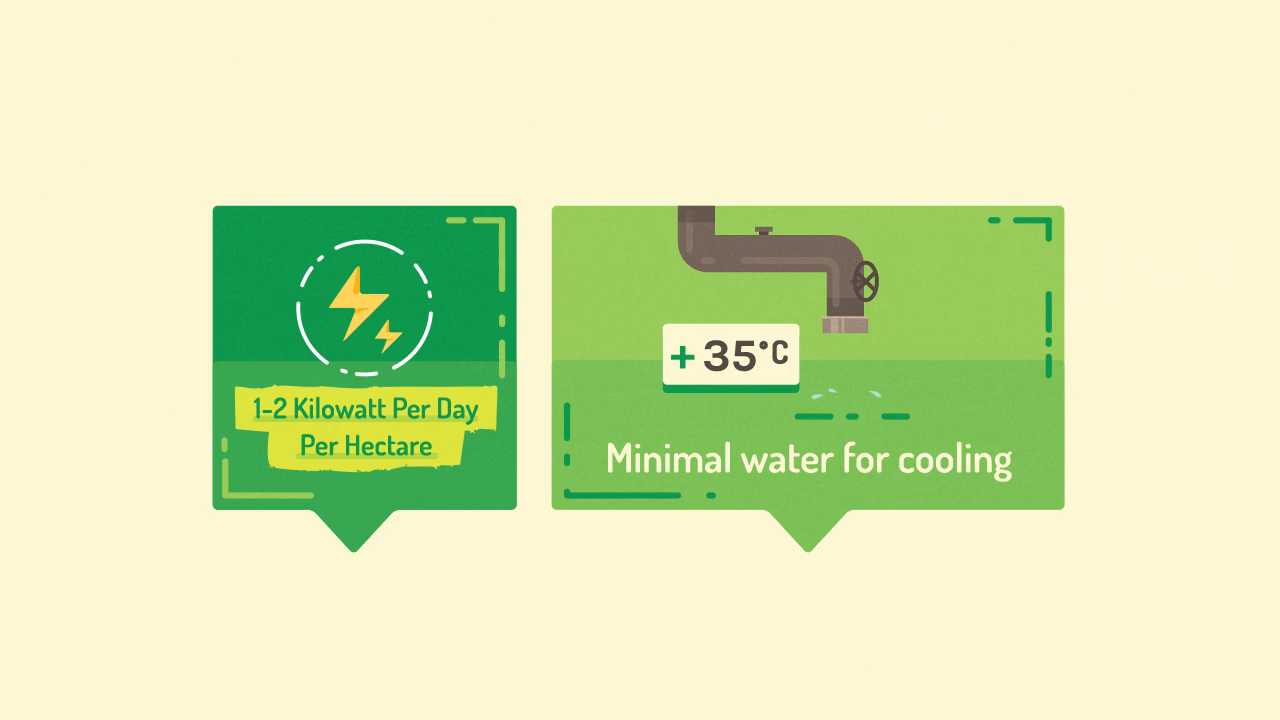 1-2 Kilowatt Per Day
Per Hectare
+35°C
Minimal water for cooling